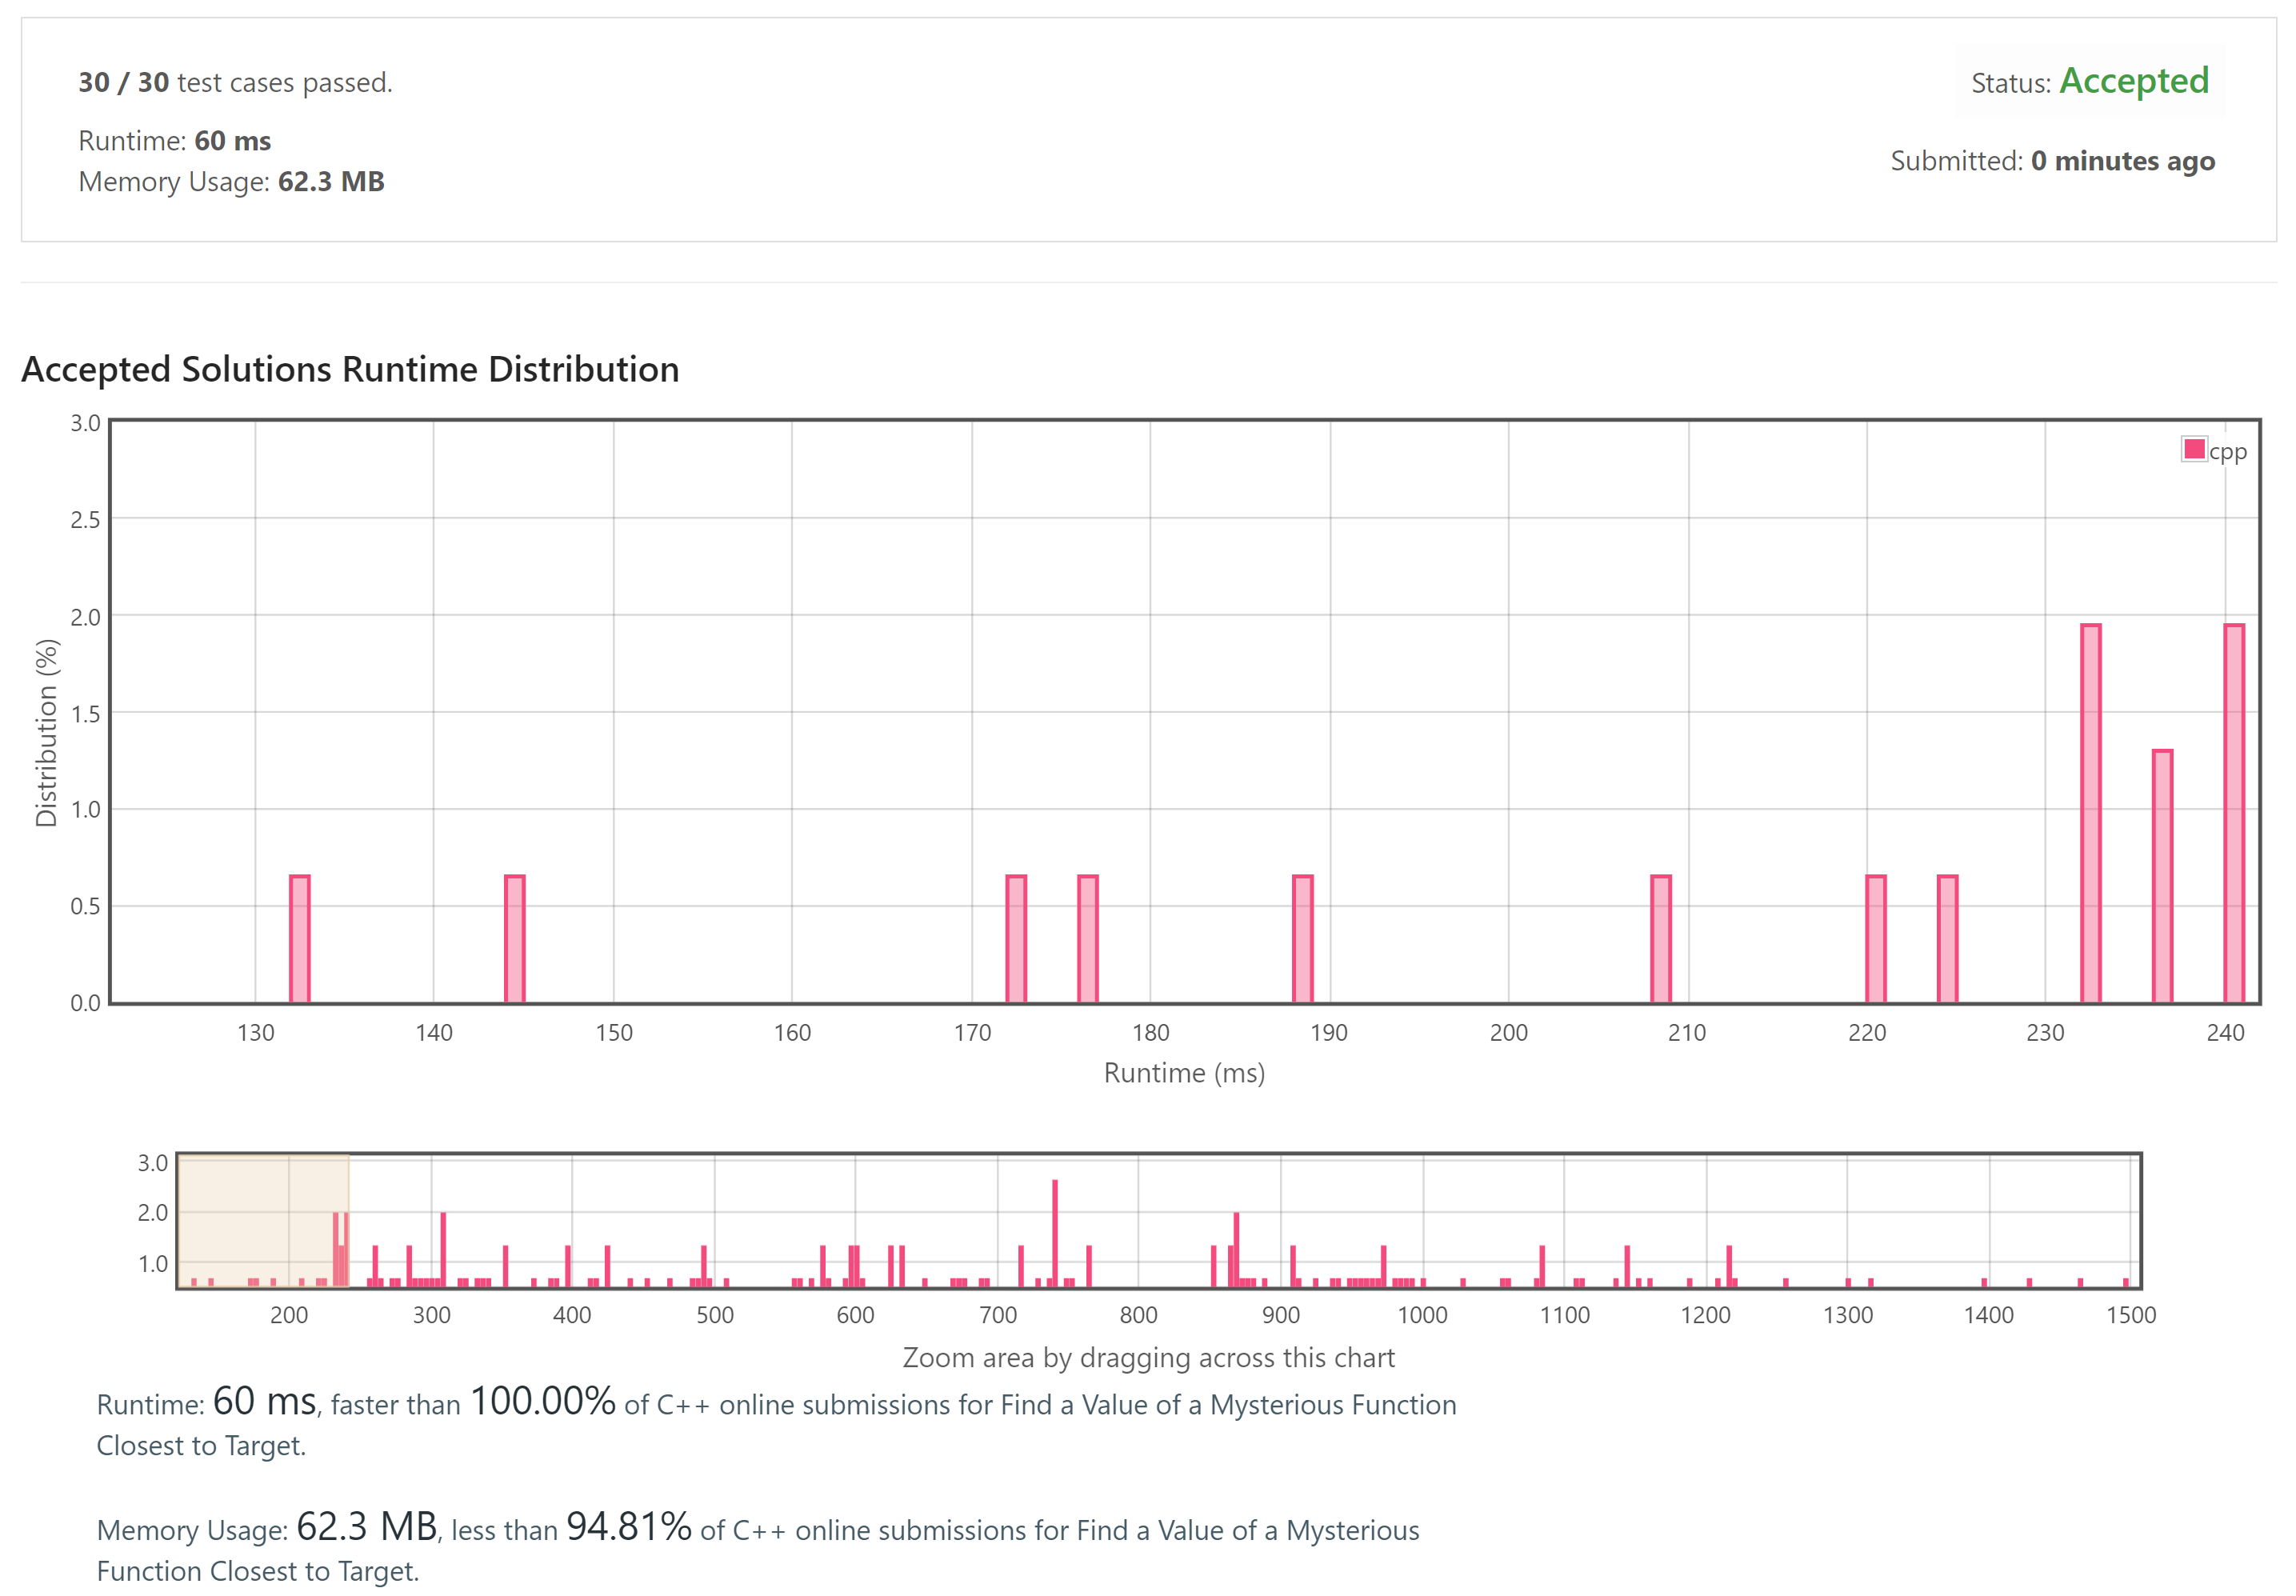 30 / 30 test cases passed.
Status: Accepted
Runtime: 60 ms
Submitted: 0 minutes ago
Memory Usage: 62.3 MB
Accepted Solutions Runtime Distribution
cpp
3.0
2.5
2.0
1.5
1.0
0.5
0.0
Distribution (%)
130 140 150 160 170 180 190 200 210 220 230 240
Runtime (ms)
3.0
2.0
1.0
200 300 400 500 600 700 800 900 1000 1100 1200 1300 1400 1500
Zoom area by dragging across this chart
Runtime: 60 ms, faster than 100.00% of C++ online submissions for Find a Value of a Mysterious Function
Closest to Target.
Memory Usage: 62.3 MB, less than 94.81% of C++ online submissions for Find a Value of a Mysterious
Function Closest to Target.